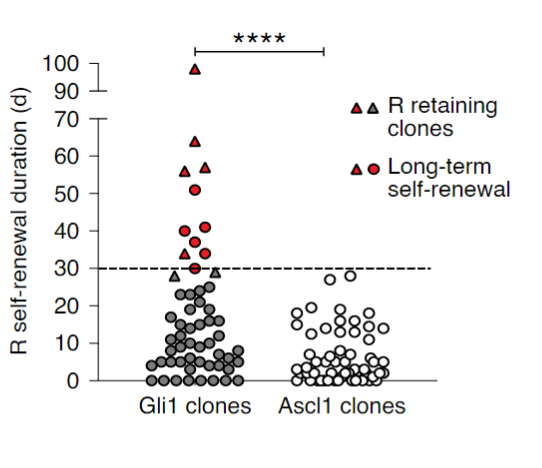 ****
R self-renewal duration (d)
100
90
70
60
50
40
30
20
10
0
R retaining
clones
Long-term
self-renewal
Gli1 clones
Ascl1 clones